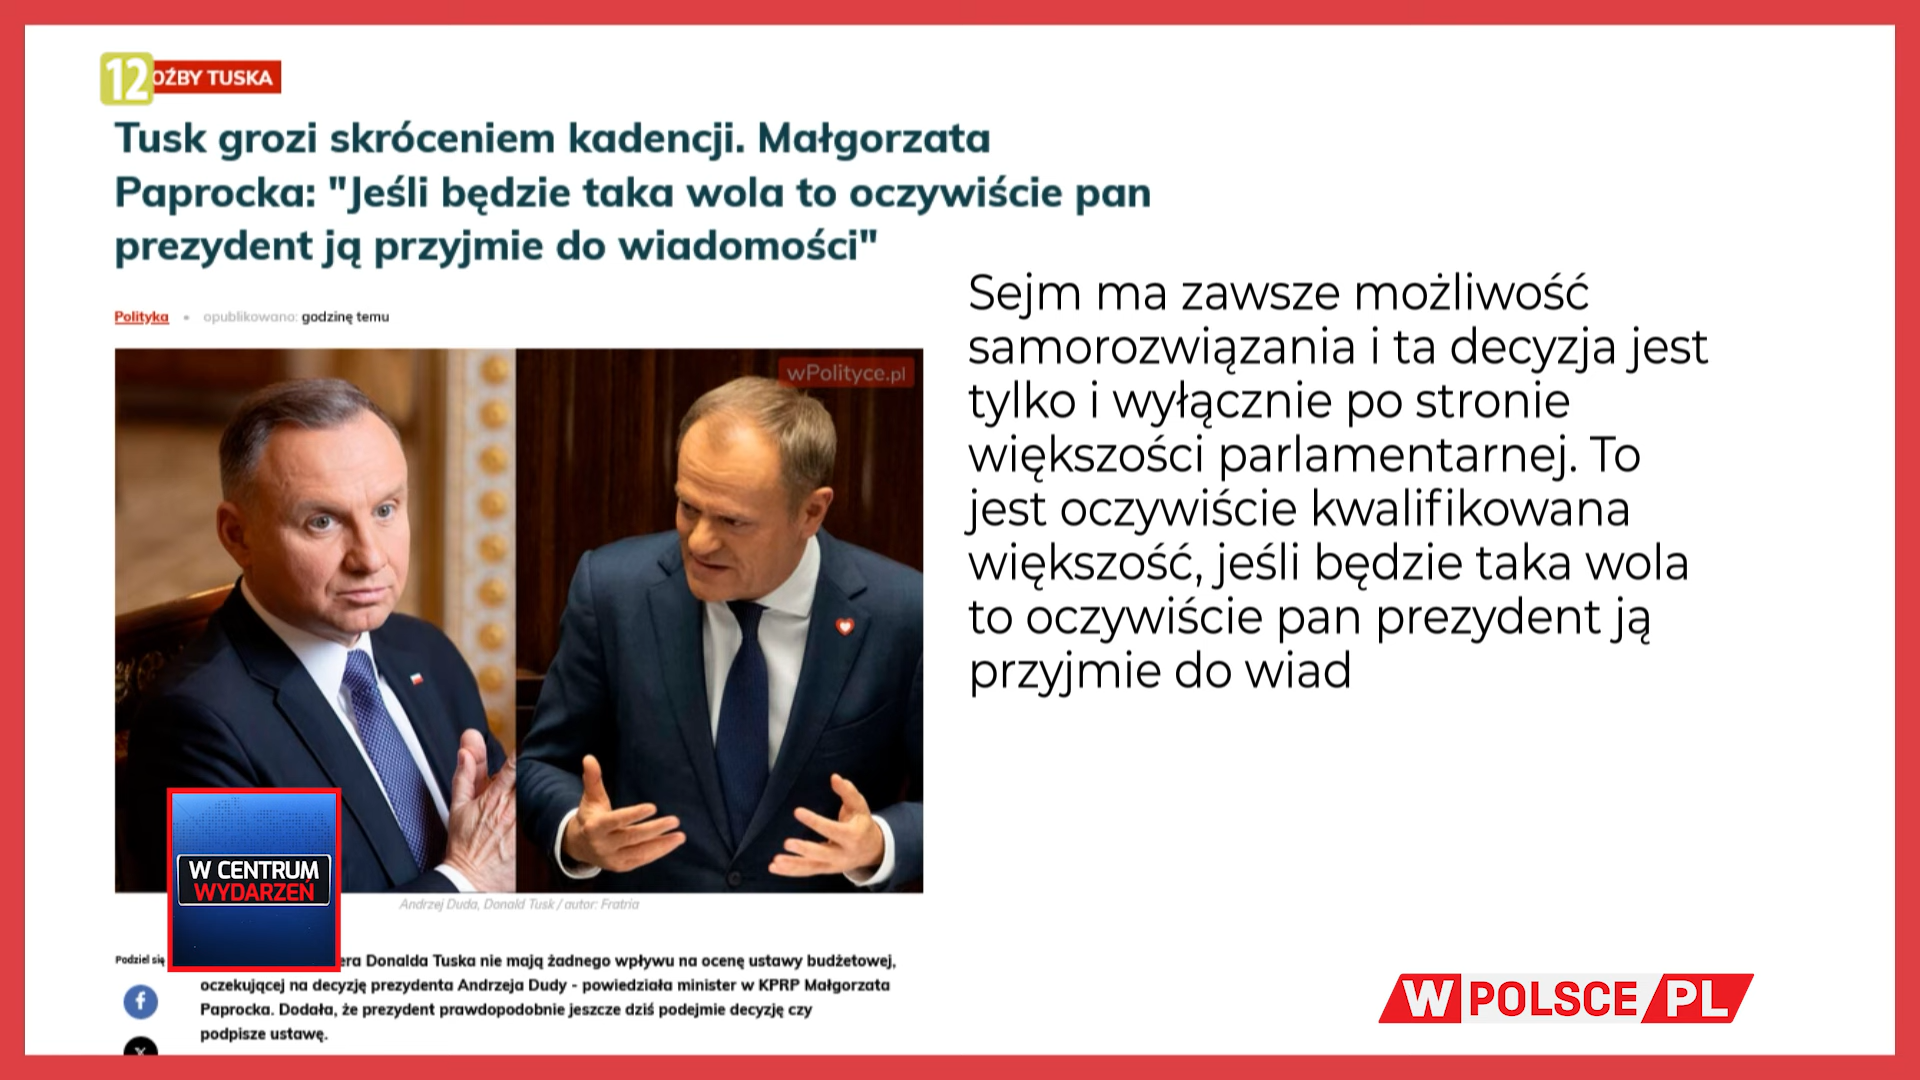 12
OŹBY TUSKA
Tusk grozi skróceniem kadencji. Małgorzata
Paprocka: "Jeśli będzie taka wola to oczywiście pan
prezydent ją przyjmie do wiadomości"
Polityka • opublikowano: godzinę temu
wPolityce.pl
Sejm ma zawsze możliwość
samorozwiązania i ta decyzja jest
tylko i wyłącznie po stronie
większości parlamentarnej. To
jest oczywiście kwalifikowana
większość, jeśli będzie taka wola
to oczywiście pan prezydent ją
przyjmie do wiad
W CENTRUM
WYDARZEŃ
Andrzej Duda, Donald Tusk / autor: Fratria
Podziel się
era Donalda Tuska nie mają żadnego wpływu na ocenę ustawy budżetowej,
oczekującej na decyzję prezydenta Andrzeja Dudy - powiedziała minister w KPRP Małgorzata
Paprocka. Dodała, że prezydent prawdopodobnie jeszcze dziś podejmie decyzję czy
podpisze ustawę.
W POLSCE PL